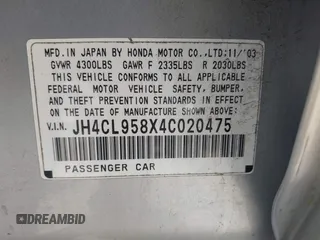 MFD. IN JAPAN BY HONDA MOTOR CO.,LTD:11/'03
GVWR 4300LBS GAWR F 2335LBS R 2030LBS
THIS VEHICLE CONFORMS TO ALL APPLICABLE
FEDERAL MOTOR VEHICLE SAFETY, BUMPER,
AND THEFT PREVENTION STANDARDS IN EFFECT
ON THE DATE OF MANUFACTURE SHOWN ABOVE.
V.I.N. JH4CL958X4C020475
PASSENGER CAR
DREAMBID